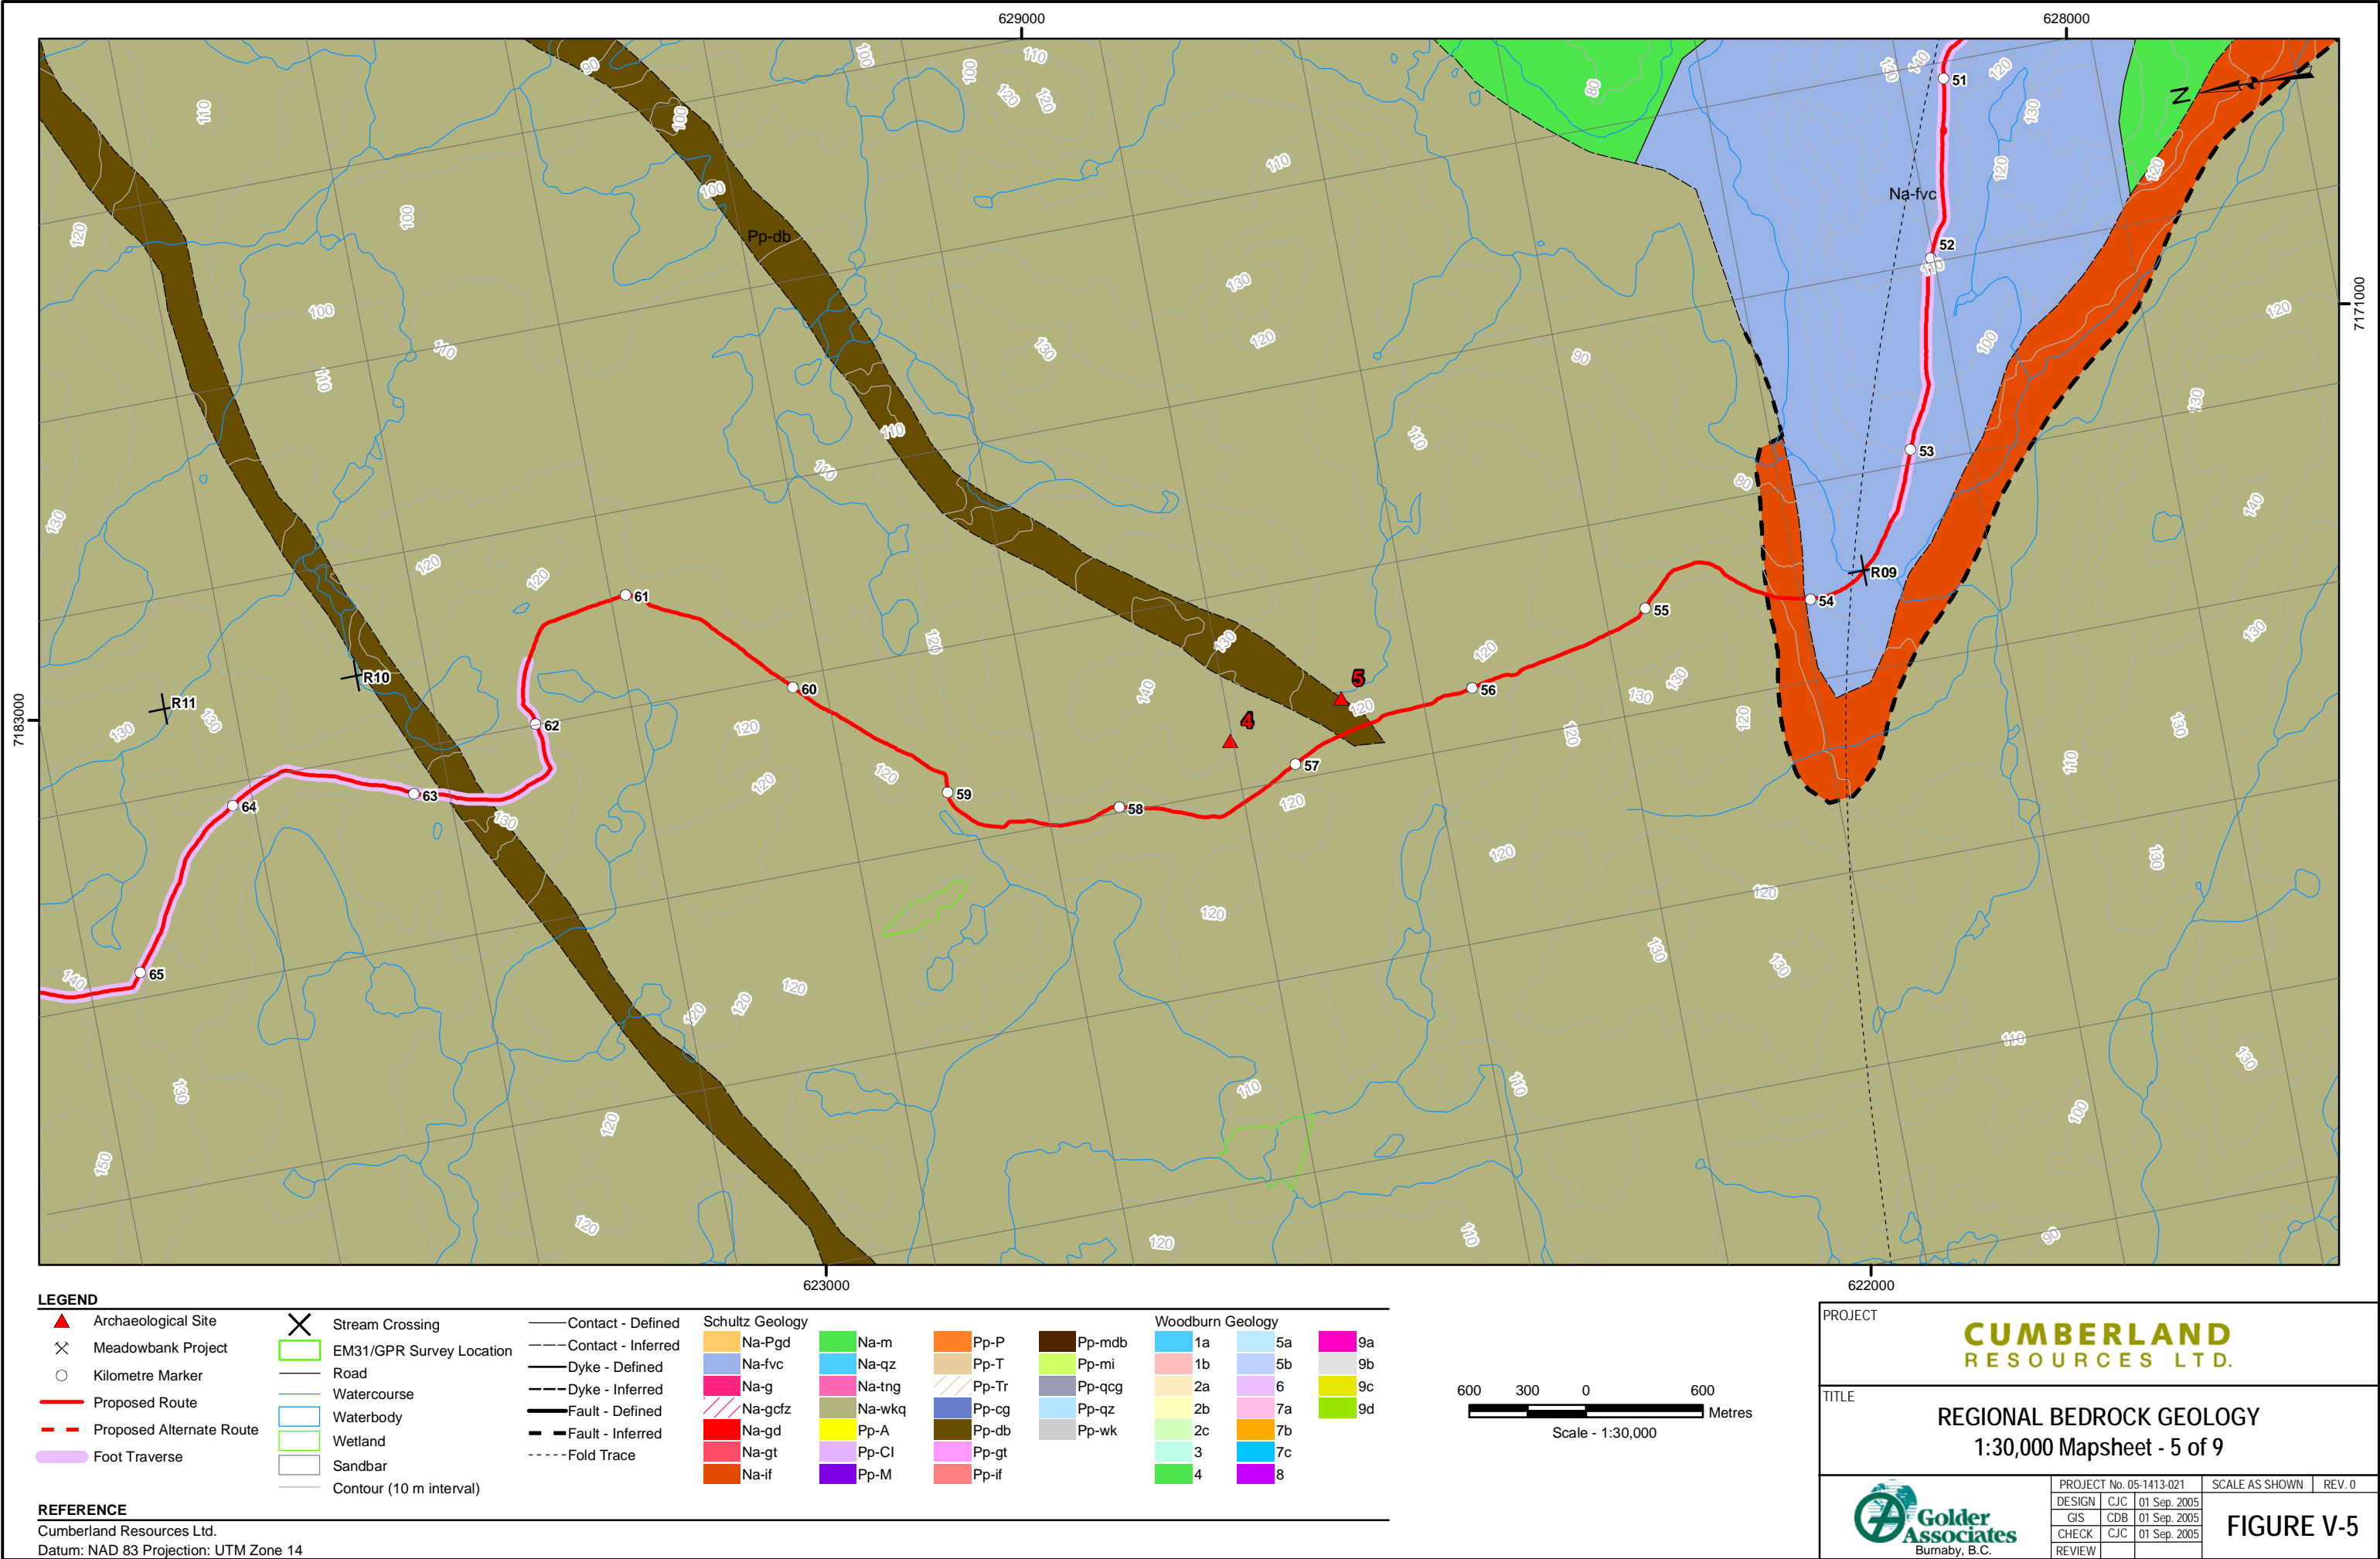 629000
628000
7171000
7183000
623000
622000
N
Na-fvc
Pp-db
51
52
53
R09
54
55
56
57
58
59
60
61
62
63
64
65
R10
R11
5
4
80
90
100
110
120
130
140
150
LEGEND
Archaeological Site
Meadowbank Project
Kilometre Marker
Proposed Route
Proposed Alternate Route
Foot Traverse
Stream Crossing
EM31/GPR Survey Location
Road
Watercourse
Waterbody
Wetland
Sandbar
Contour (10 m interval)
Contact - Defined
Contact - Inferred
Dyke - Defined
Dyke - Inferred
Fault - Defined
Fault - Inferred
Fold Trace
Schultz Geology
Na-Pgd
Na-fvc
Na-g
Na-gcfz
Na-gd
Na-gt
Na-if
Na-m
Na-qz
Na-tng
Na-wkq
Pp-A
Pp-CI
Pp-M
Pp-P
Pp-T
Pp-Tr
Pp-cg
Pp-db
Pp-gt
Pp-if
Pp-mdb
Pp-mi
Pp-qcg
Pp-qz
Pp-wk
Woodburn Geology
1a
1b
2a
2b
2c
3
4
5a
5b
6
7a
7b
7c
8
9a
9b
9c
9d
600 300 0 600
Metres
Scale - 1:30,000
REFERENCE
Cumberland Resources Ltd.
Datum: NAD 83 Projection: UTM Zone 14
PROJECT
CUMBERLAND
RESOURCES LTD.
TITLE
REGIONAL BEDROCK GEOLOGY
1:30,000 Mapsheet - 5 of 9
Golder
Associates
Burnaby, B.C.
PROJECT No. 05-1413-021 SCALE AS SHOWN REV. 0
DESIGN CJC 01 Sep. 2005
GIS CDB 01 Sep. 2005
CHECK CJC 01 Sep. 2005
REVIEW
FIGURE V-5